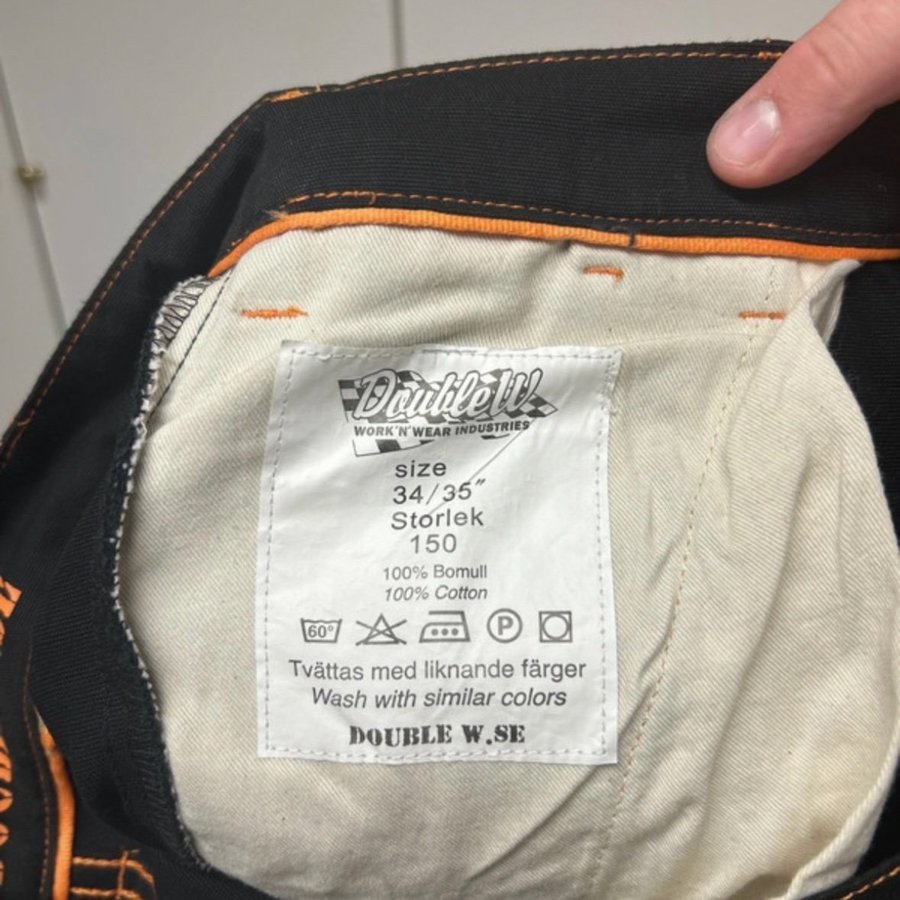 DoubleW
WORK'N'WEAR INDUSTRIES
size
34/35"
Storlek
150
100% Bomull
100% Cotton
60° P
Tvättas med liknande färger
Wash with similar colors
DOUBLE W.SE